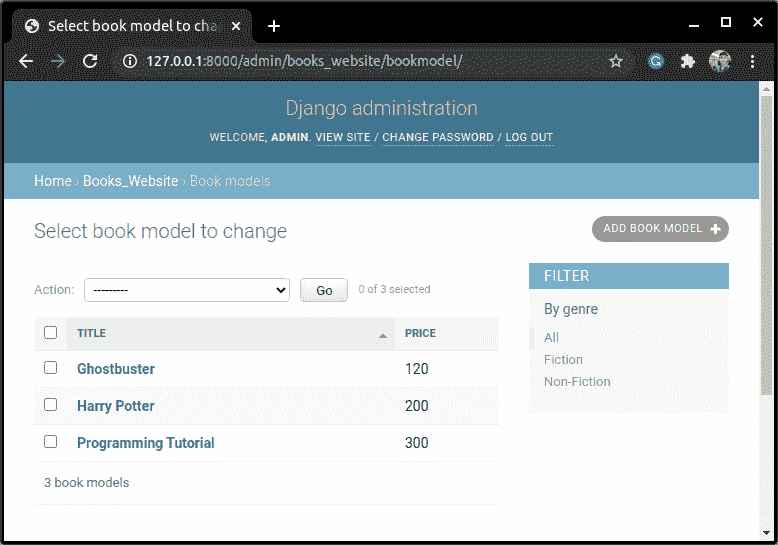 Select book model to cha
127.0.0.1:8000/admin/books_website/bookmodel/
Django administration
WELCOME, ADMIN. VIEW SITE / CHANGE PASSWORD / LOG OUT
Home › Books_Website › Book models
Select book model to change
ADD BOOK MODEL
FILTER
Action: --------- Go 0 of 3 selected
By genre
TITLE PRICE
All
Ghostbuster 120
Fiction
Non-Fiction
Harry Potter 200
Programming Tutorial 300
3 book models